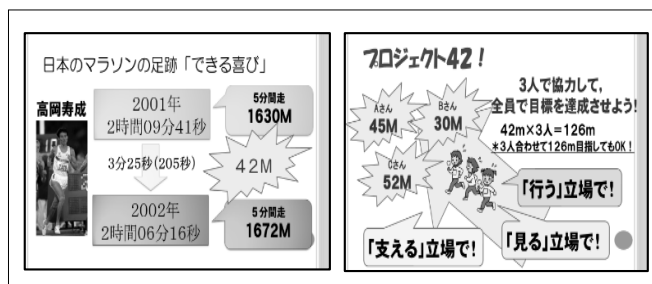 日本のマラソンの足跡「できる喜び」
高岡寿成
2001年
2時間09分41秒
3分25秒(205秒)
2002年
2時間06分16秒
5分間走
1630M
42M
5分間走
1672M
プロジェクト42!
3人で協力して,
全員で目標を達成させよう!
42m×3人=126m
*3人合わせて126m目指してもOK!
Aさん
45M
Bさん
30M
Cさん
52M
「行う」立場で!
「見る」立場で!
「支える」立場で!